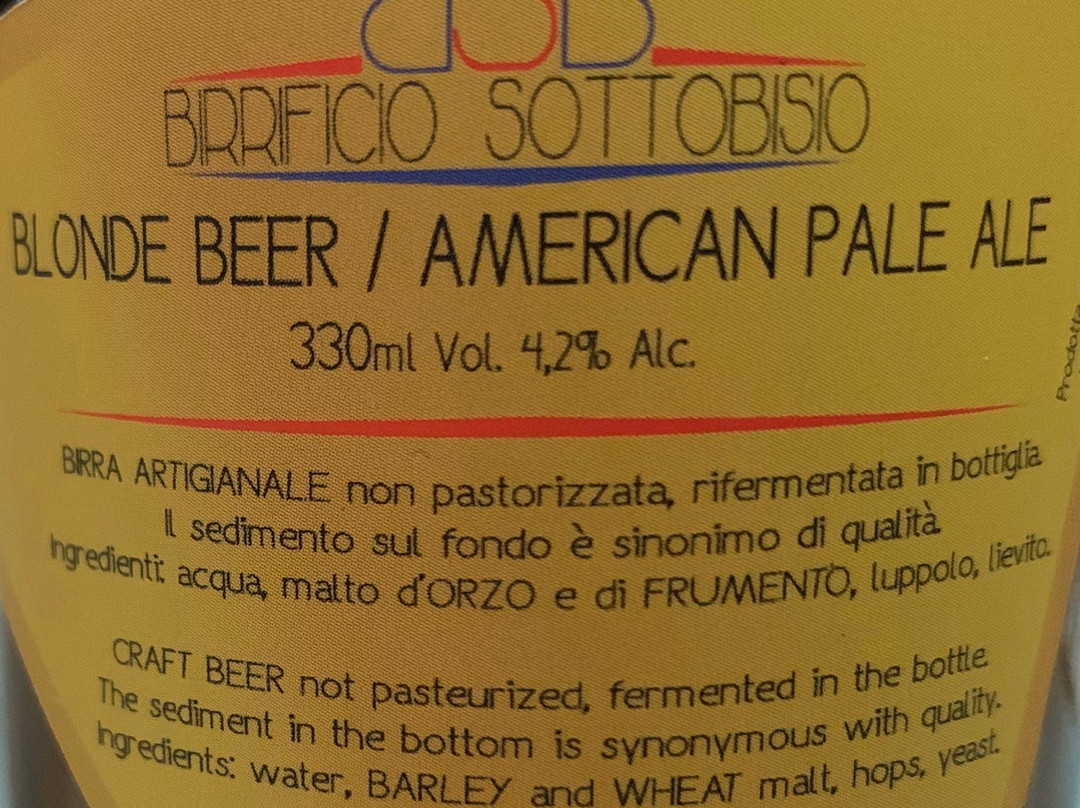 BIRRIFICIO SOTTOBISIO
BLONDE BEER / AMERICAN PALE ALE
330ml Vol. 4,2% Alc.
Prodotta
BIRRA ARTIGIANALE non pastorizzata, rifermentata in bottiglia.
Il sedimento sul fondo è sinonimo di qualità.
Ingredienti: acqua, malto d'ORZO e di FRUMENTO, luppolo, lievito.
CRAFT BEER not pasteurized, fermented in the bottle.
The sediment in the bottom is synonymous with quality.
Ingredients: water, BARLEY and WHEAT malt, hops, yeast.